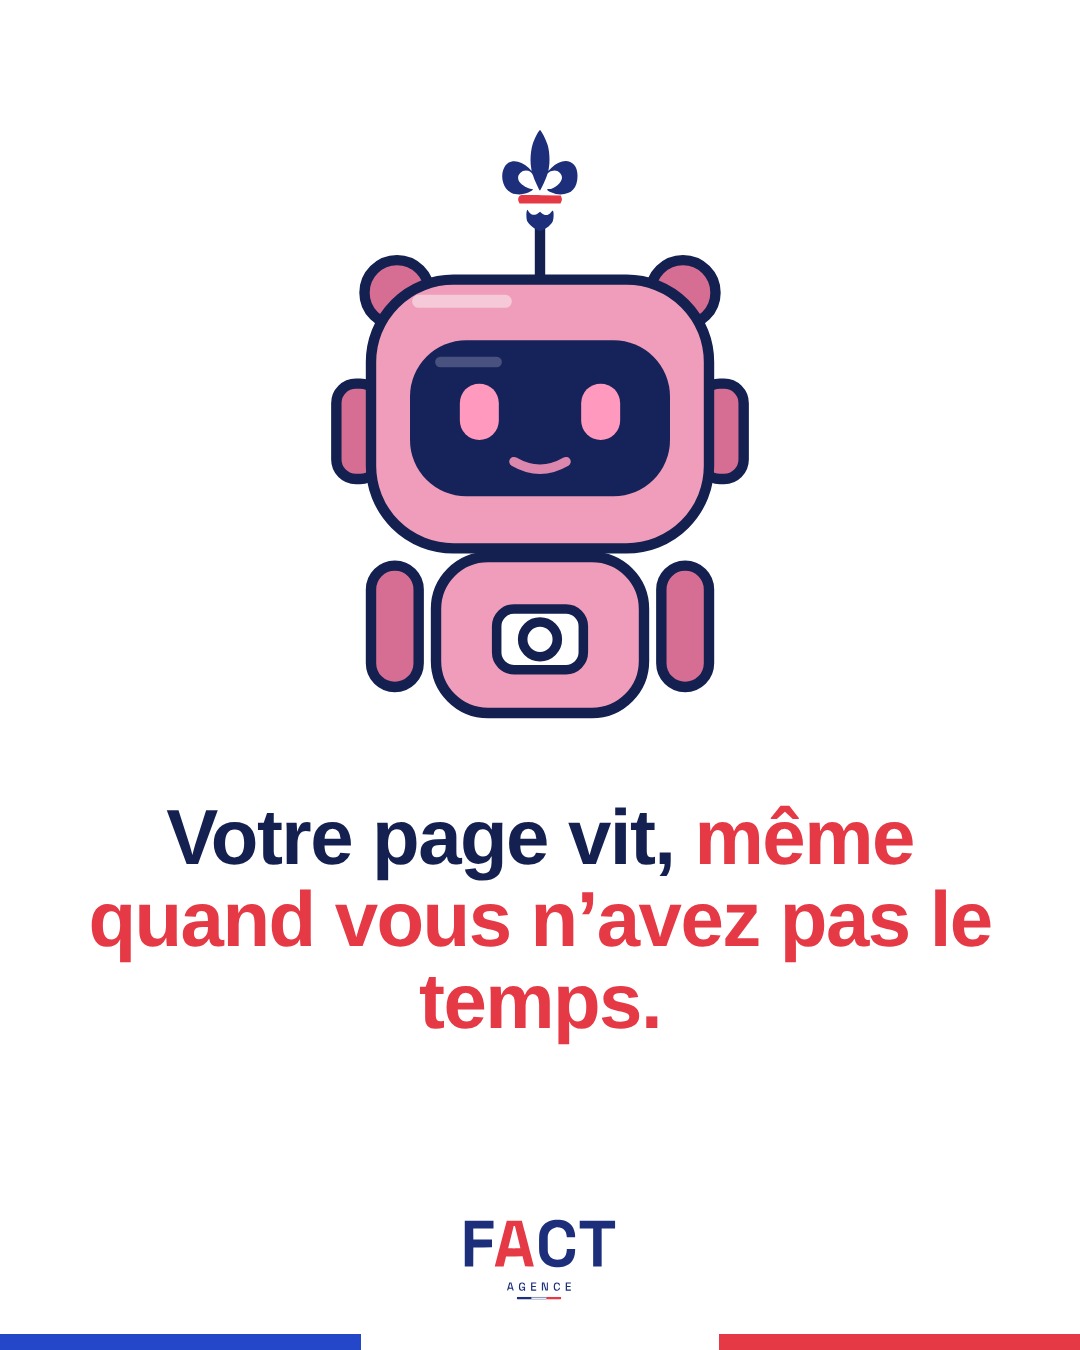 Votre page vit, même
quand vous n’avez pas le
temps.
FACT
AGENCE